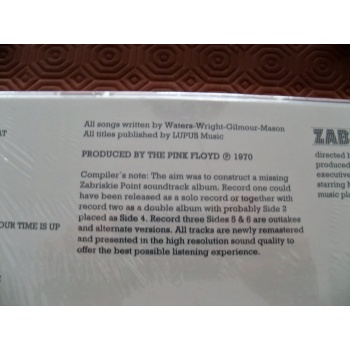 All songs written by Waters-Wright-Gilmour-Mason
All titles published by LUPUS Music
PRODUCED BY THE PINK FLOYD ℗ 1970
Compiler's note: The aim was to construct a missing
Zabriskie Point soundtrack album. Record one could
have been released as a solo record or together with
record two as a double album with probably Side 2
placed as Side 4. Record three Sides 5 & 6 are outakes
and alternate versions. All tracks are newly remastered
and presented in the high resolution sound quality to
offer the best possible listening experience.
AT
OUR TIME IS UP
ZAB
directed b
produced
executive
starring M
music pla